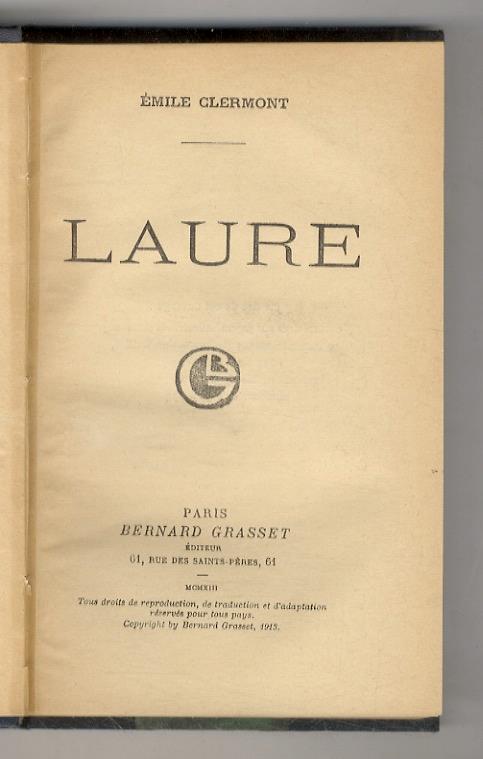 ÉMILE CLERMONT
LAURE
BG
PARIS
BERNARD GRASSET
ÉDITEUR
61, RUE DES SAINTS-PÈRES, 61
MCMXIII
Tous droits de reproduction, de traduction et d'adaptation
réservés pour tous pays.
Copyright by Bernard Grasset, 1913.